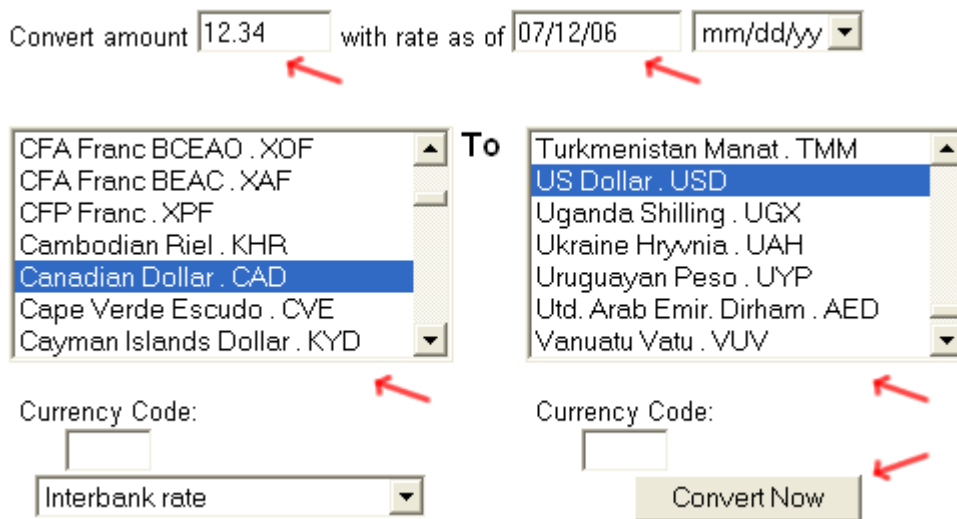 Convert amount 12.34 with rate as of 07/12/06 mm/dd/yy
To
CFA Franc BCEAO . XOF
CFA Franc BEAC . XAF
CFP Franc . XPF
Cambodian Riel . KHR
Canadian Dollar . CAD
Cape Verde Escudo . CVE
Cayman Islands Dollar . KYD
Turkmenistan Manat . TMM
US Dollar . USD
Uganda Shilling . UGX
Ukraine Hryvnia . UAH
Uruguayan Peso . UYP
Utd. Arab Emir. Dirham . AED
Vanuatu Vatu . VUV
Currency Code:
Currency Code:
Interbank rate
Convert Now